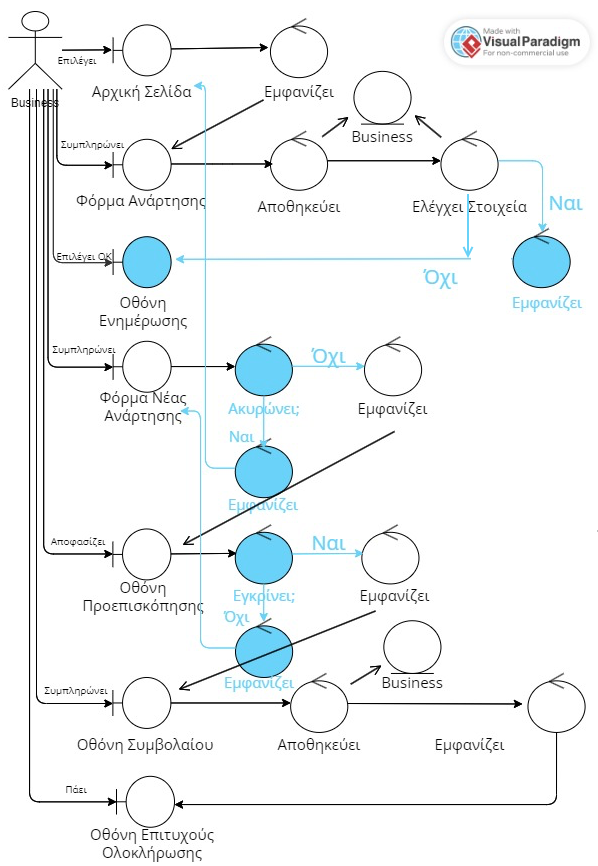 Made with
VisualParadigm
For non-commercial use
Επιλέγει
Αρχική Σελίδα
Εμφανίζει
Business
Business
Συμπληρώνει
Φόρμα Ανάρτησης
Αποθηκεύει
Ελέγχει Στοιχεία
Ναι
Επιλέγει ΟΚ
Όχι
Εμφανίζει
Οθόνη
Ενημέρωσης
Συμπληρώνει
Όχι
Φόρμα Νέας
Ανάρτησης
Ακυρώνει;
Εμφανίζει
Ναι
Εμφανίζει
Αποφασίζει
Ναι
Οθόνη
Προεπισκόπησης
Εγκρίνει;
Εμφανίζει
Όχι
Εμφανίζει
Business
Συμπληρώνει
Οθόνη Συμβολαίου
Αποθηκεύει
Εμφανίζει
Πάει
Οθόνη Επιτυχούς
Ολοκλήρωσης